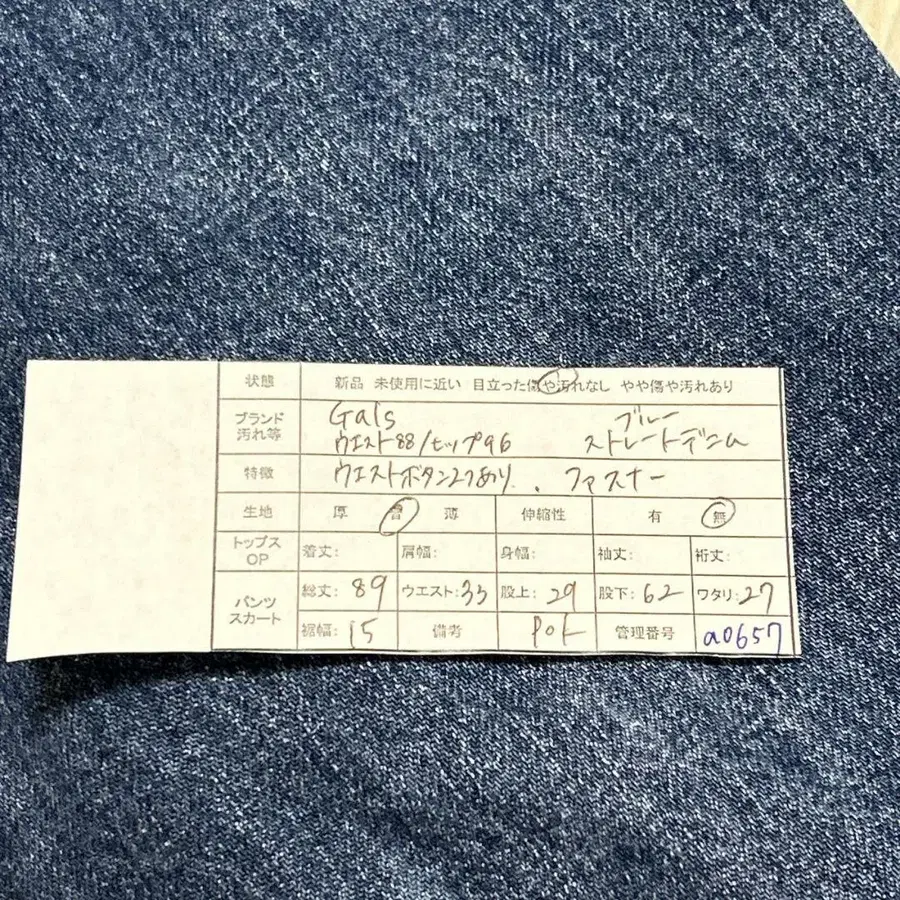 状態 新品 未使用に近い 目立った傷や汚れなし やや傷や汚れあり
ブランド 汚れ等 Gals ブルー
ウエスト88/ヒップ96 ストレートデニム
特徴 ウエストボタン2つあり. ファスナー
生地 厚 普 薄 伸縮性 有 無
トップス OP 着丈: 肩幅: 身幅: 袖丈: 裄丈:
パンツ スカート 総丈: 89 ウエスト: 33 股上: 29 股下: 62 ワタリ: 27
裾幅: 15 備考 管理番号 a0657